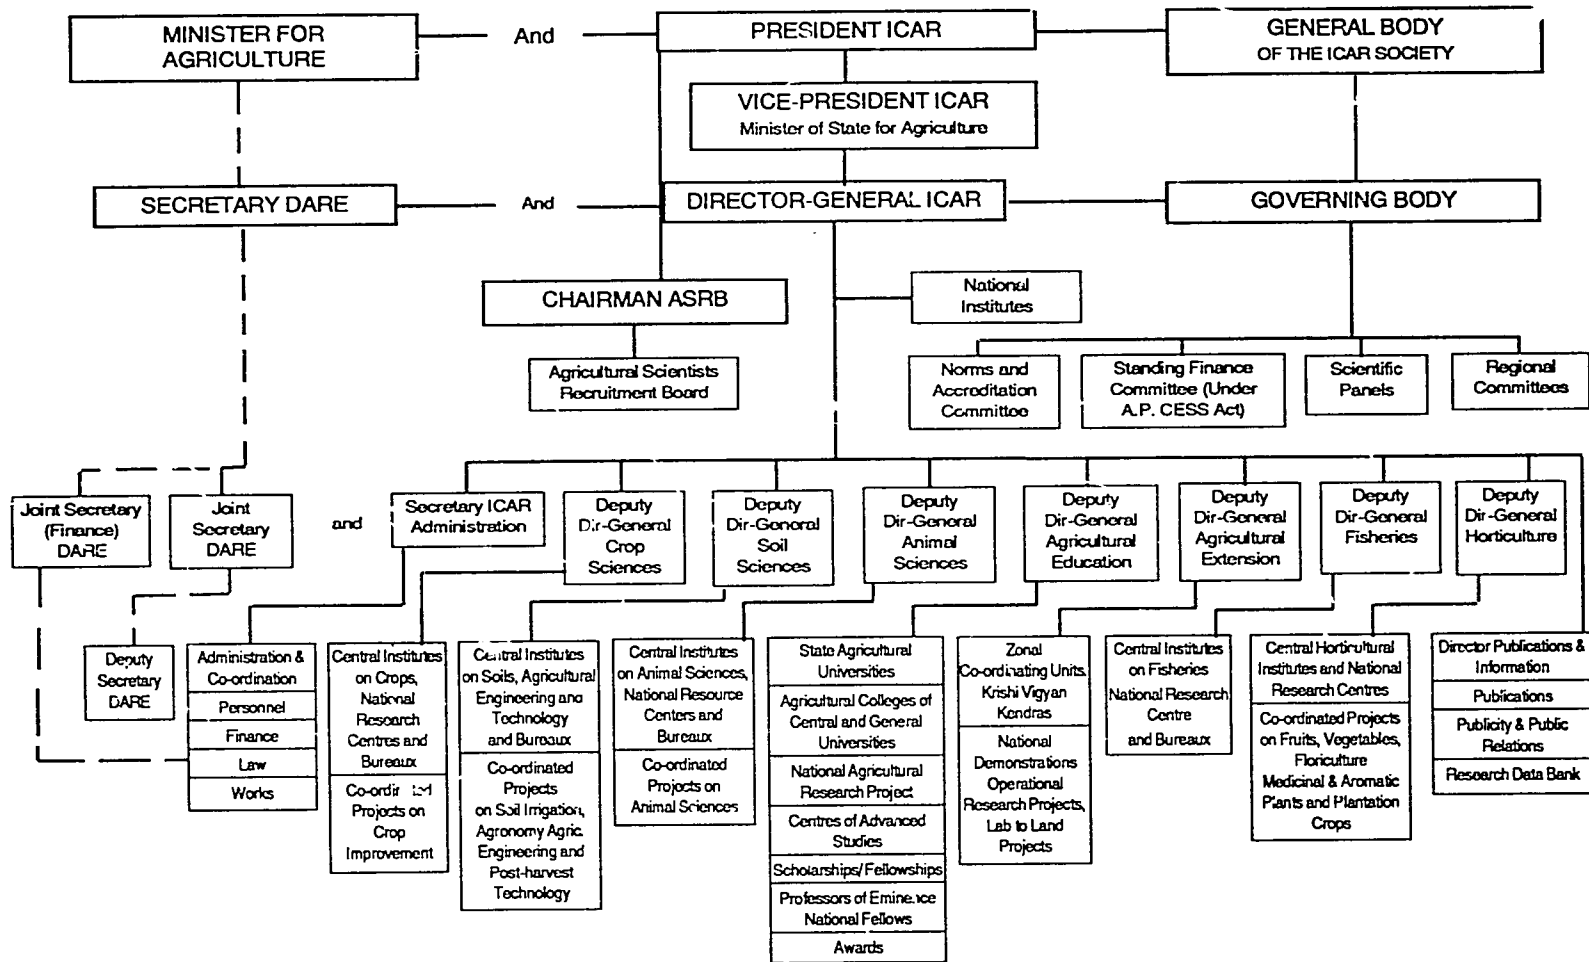 MINISTER FOR
AGRICULTURE
And
PRESIDENT ICAR
GENERAL BODY
OF THE ICAR SOCIETY
VICE-PRESIDENT ICAR
Minister of State for Agriculture
SECRETARY DARE
And
DIRECTOR-GENERAL ICAR
GOVERNING BODY
CHAIRMAN ASRB
National
Institutes
Agricultural Scientists
Recruitment Board
Norms and
Accreditation
Committee
Standing Finance
Committee (Under
A.P. CESS Act)
Scientific
Panels
Regional
Committees
Joint Secretary
(Finance)
DARE
Joint
Secretary
DARE
and
Secretary ICAR
Administration
Deputy
Dir-General
Crop
Sciences
Deputy
Dir-General
Soil
Sciences
Deputy
Dir-General
Animal
Sciences
Deputy
Dir-General
Agricultural
Education
Deputy
Dir-General
Agricultural
Extension
Deputy
Dir-General
Fisheries
Deputy
Dir-General
Horticulture
Deputy
Secretary
DARE
Administration &
Co-ordination
Personnel
Finance
Law
Works
Central Institutes
on Crops,
National
Research
Centres and
Bureaux
Projects on
Crop
Improvement
Central Institutes
on Soils, Agricultural
Engineering and
Technology
and Bureaux
Co-ordinated
Projects
on Soil Irrigation,
Agronomy Agric.
Engineering and
Post-harvest
Technology
Central Institutes
on Animal Sciences,
National Resource
Centers and
Bureaux
Co-ordinated
Projects on
Animal Sciences
State Agricultural
Universities
Agricultural Colleges of
Central and General
Universities
National Agricultural
Research Project
Centres of Advanced
Studies
Scholarships/Fellowships
Professors of Eminence
National Fellows
Awards
Zonal
Co-ordinating Units.
Krishi Vigyan
Kendras
National
Demonstrations
Operational
Research Projects,
Lab to Land
Projects
Central Institutes
on Fisheries
National Research
Centre
and Bureaux
Central Horticultural
Institutes and National
Research Centres
Co-ordinated Projects
on Fruits, Vegetables,
Floriculture
Medicinal & Aromatic
Plants and Plantation
Crops
Director Publications &
Information
Publications
Publicity & Public
Relations
Research Data Bank